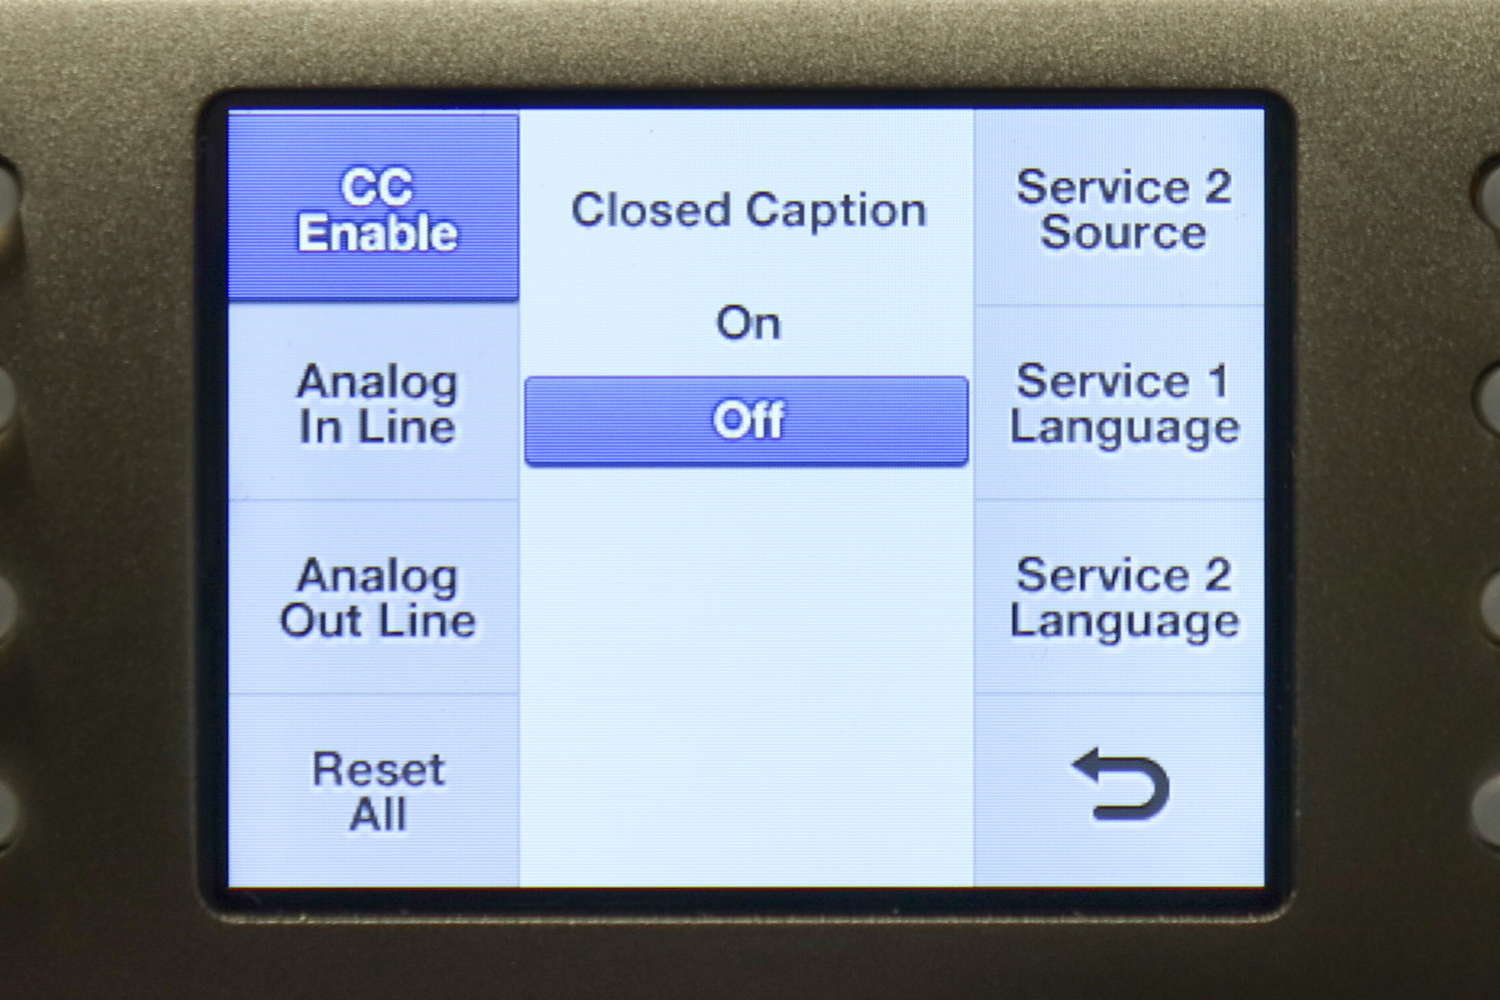 CC
Enable
Analog
In Line
Analog
Out Line
Reset
All
Closed Caption
On
Off
Service 2
Source
Service 1
Language
Service 2
Language